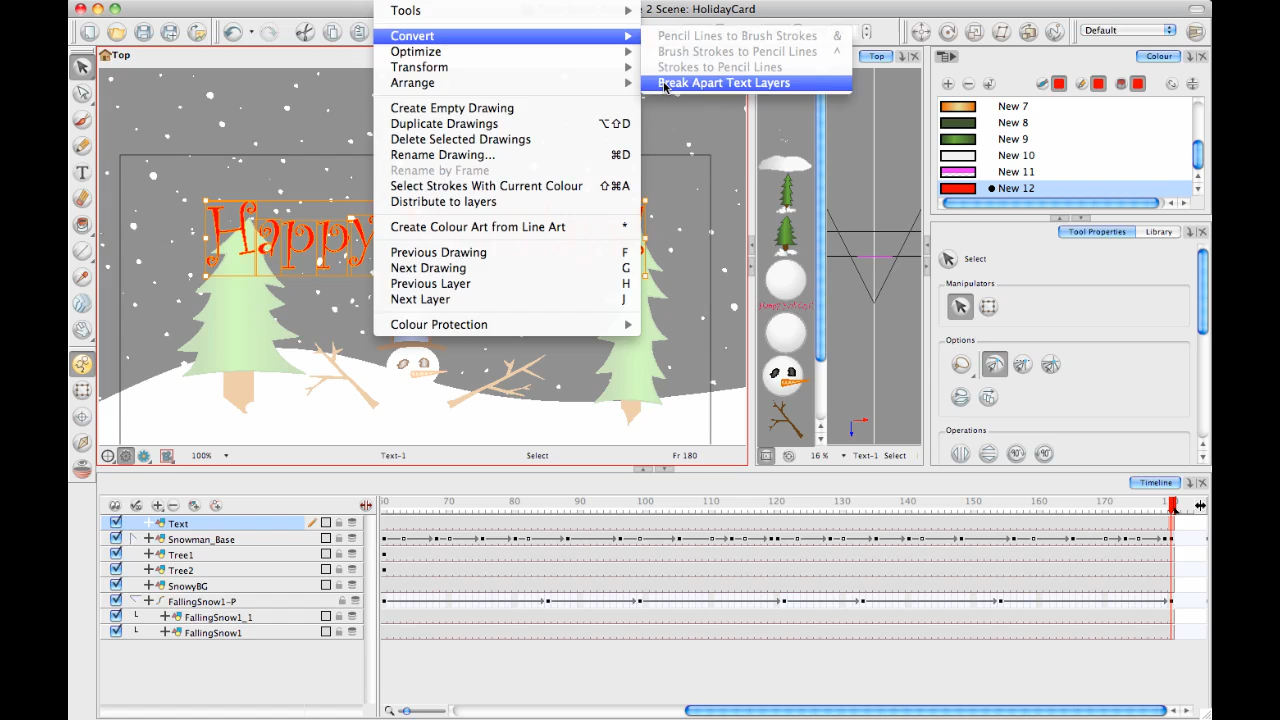 2 Scene: HolidayCard
Tools
Convert
Optimize
Transform
Arrange
Create Empty Drawing
Duplicate Drawings ⌥⇧D
Delete Selected Drawings
Rename Drawing... ⌘D
Rename by Frame
Select Strokes With Current Colour ⇧⌘A
Distribute to layers
Create Colour Art from Line Art *
Previous Drawing F
Next Drawing G
Previous Layer H
Next Layer J
Colour Protection
Pencil Lines to Brush Strokes &
Brush Strokes to Pencil Lines ^
Strokes to Pencil Lines
Break Apart Text Layers
Default
Top
Happy
100%
Text-1
Select
Fr 180
Top
Happy Holidays!
16 %
Text-1 Select
Colour
New 7
New 8
New 9
New 10
New 11
New 12
Tool Properties
Library
Select
Manipulators
Options
Operations
Timeline
70 80 90 100 110 120 130 140 150 160 170
Text
Snowman_Base
Tree1
Tree2
SnowyBG
FallingSnow1-P
FallingSnow1_1
FallingSnow1